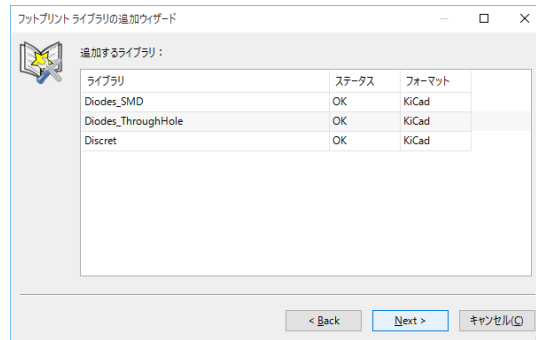 フットプリント ライブラリの追加ウィザード
追加するライブラリ：
ライブラリ ステータス フォーマット
Diodes_SMD OK KiCad
Diodes_ThroughHole OK KiCad
Discret OK KiCad
< Back Next > キャンセル(C)